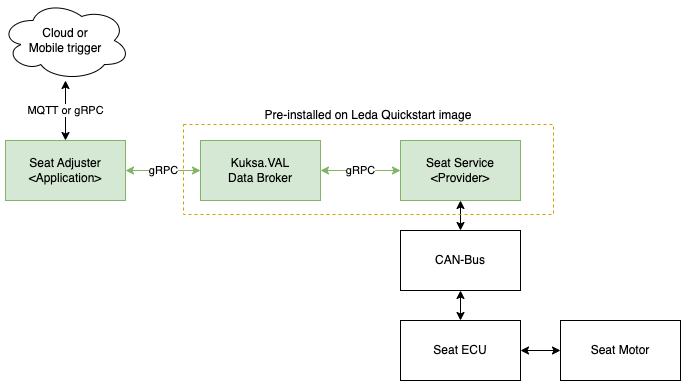 Cloud or
Mobile trigger
MQTT or gRPC
Pre-installed on Leda Quickstart image
Seat Adjuster
<Application>
gRPC
Kuksa.VAL
Data Broker
gRPC
Seat Service
<Provider>
CAN-Bus
Seat ECU
Seat Motor